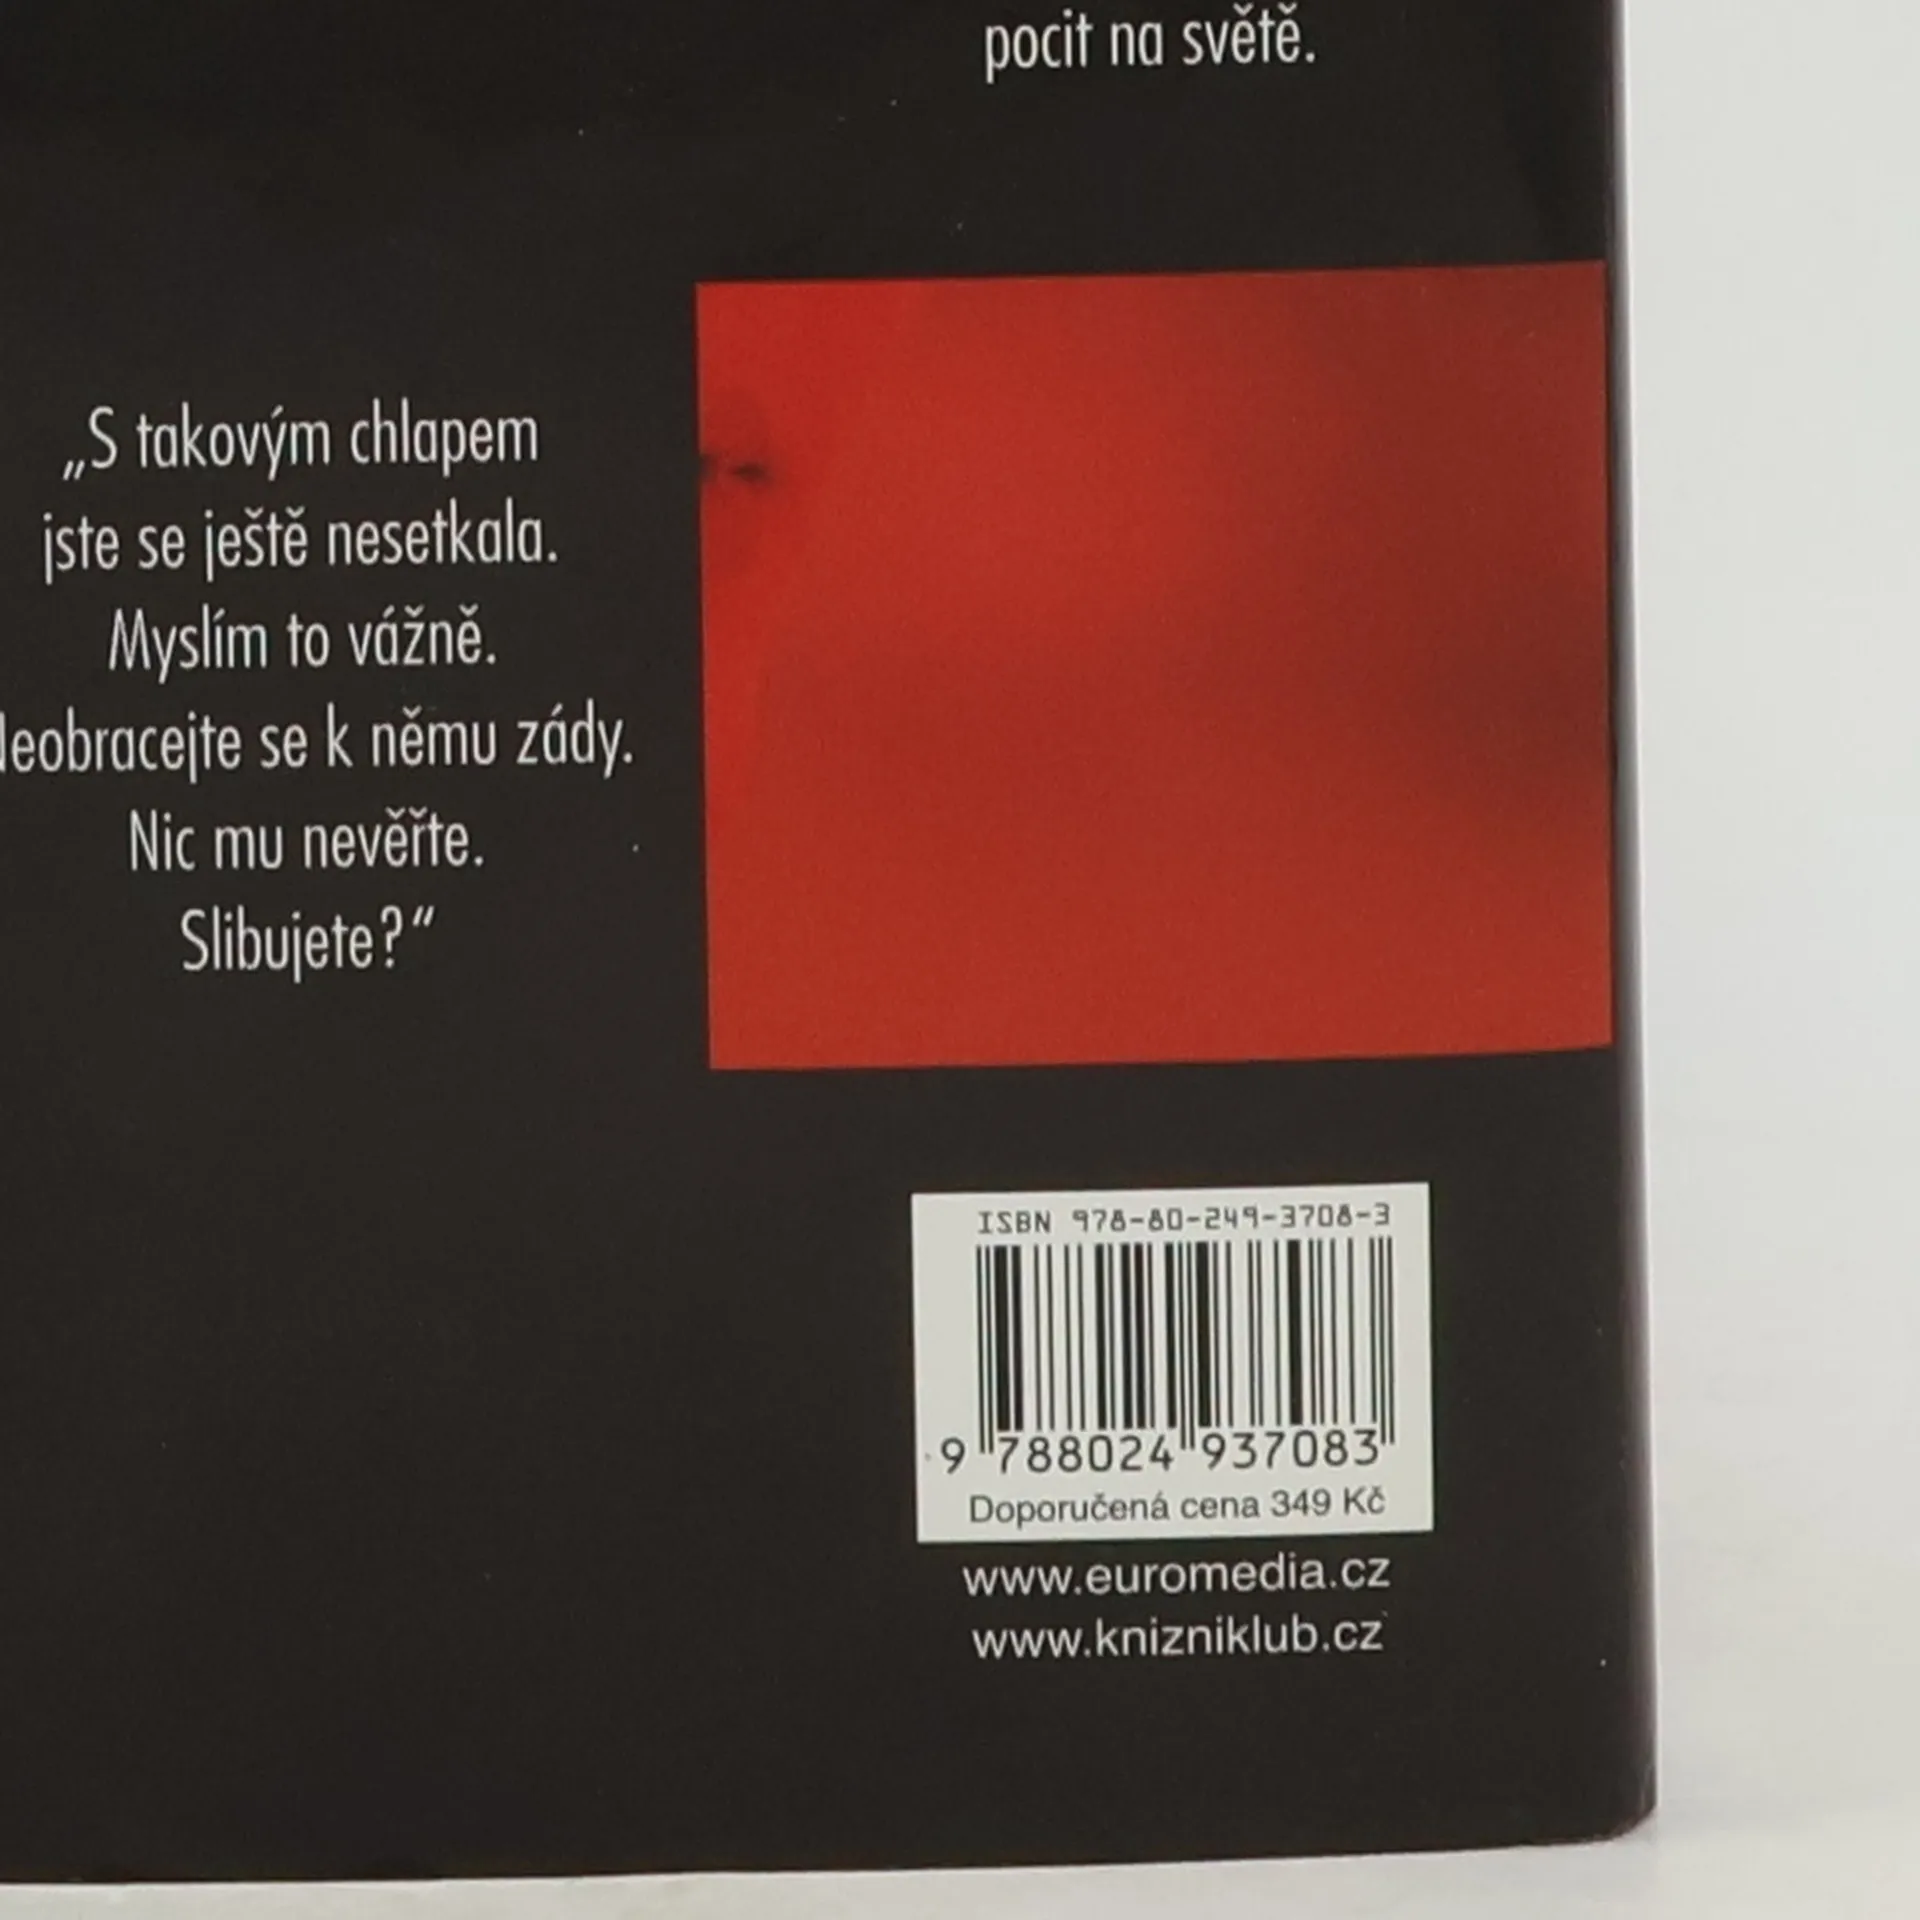 pocit na světě.
„S takovým chlapem
jste se ještě nesetkala.
Myslím to vážně.
se k němu zády.
Nic mu nevěřte.
Slibujete?“
ISBN 978-80-249-3708-3
9 788024 937083
Doporučená cena 349 Kč
www.euromedia.cz
www.knizniklub.cz